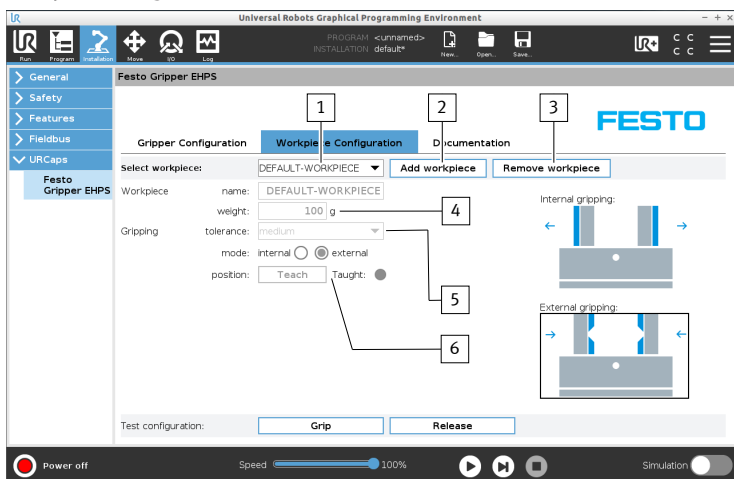 Universal Robots Graphical Programming Environment
PROGRAM <unnamed>
INSTALLATION default*
Run Program Installation Move I/O Log New... Open... Save...
UR+ C C
C C
General
Safety
Features
Fieldbus
URCaps
Festo
Gripper EHPS
Festo Gripper EHPS
1 2 3
FESTO
Gripper Configuration Workpiece Configuration Documentation
Select workpiece: DEFAULT-WORKPIECE Add workpiece Remove workpiece
Workpiece name: DEFAULT-WORKPIECE
weight: 100 g
4
Gripping tolerance: medium
mode: internal external
position: Teach Taught:
5
6
Internal gripping:
External gripping:
Test configuration: Grip Release
Power off Speed 100% Simulation